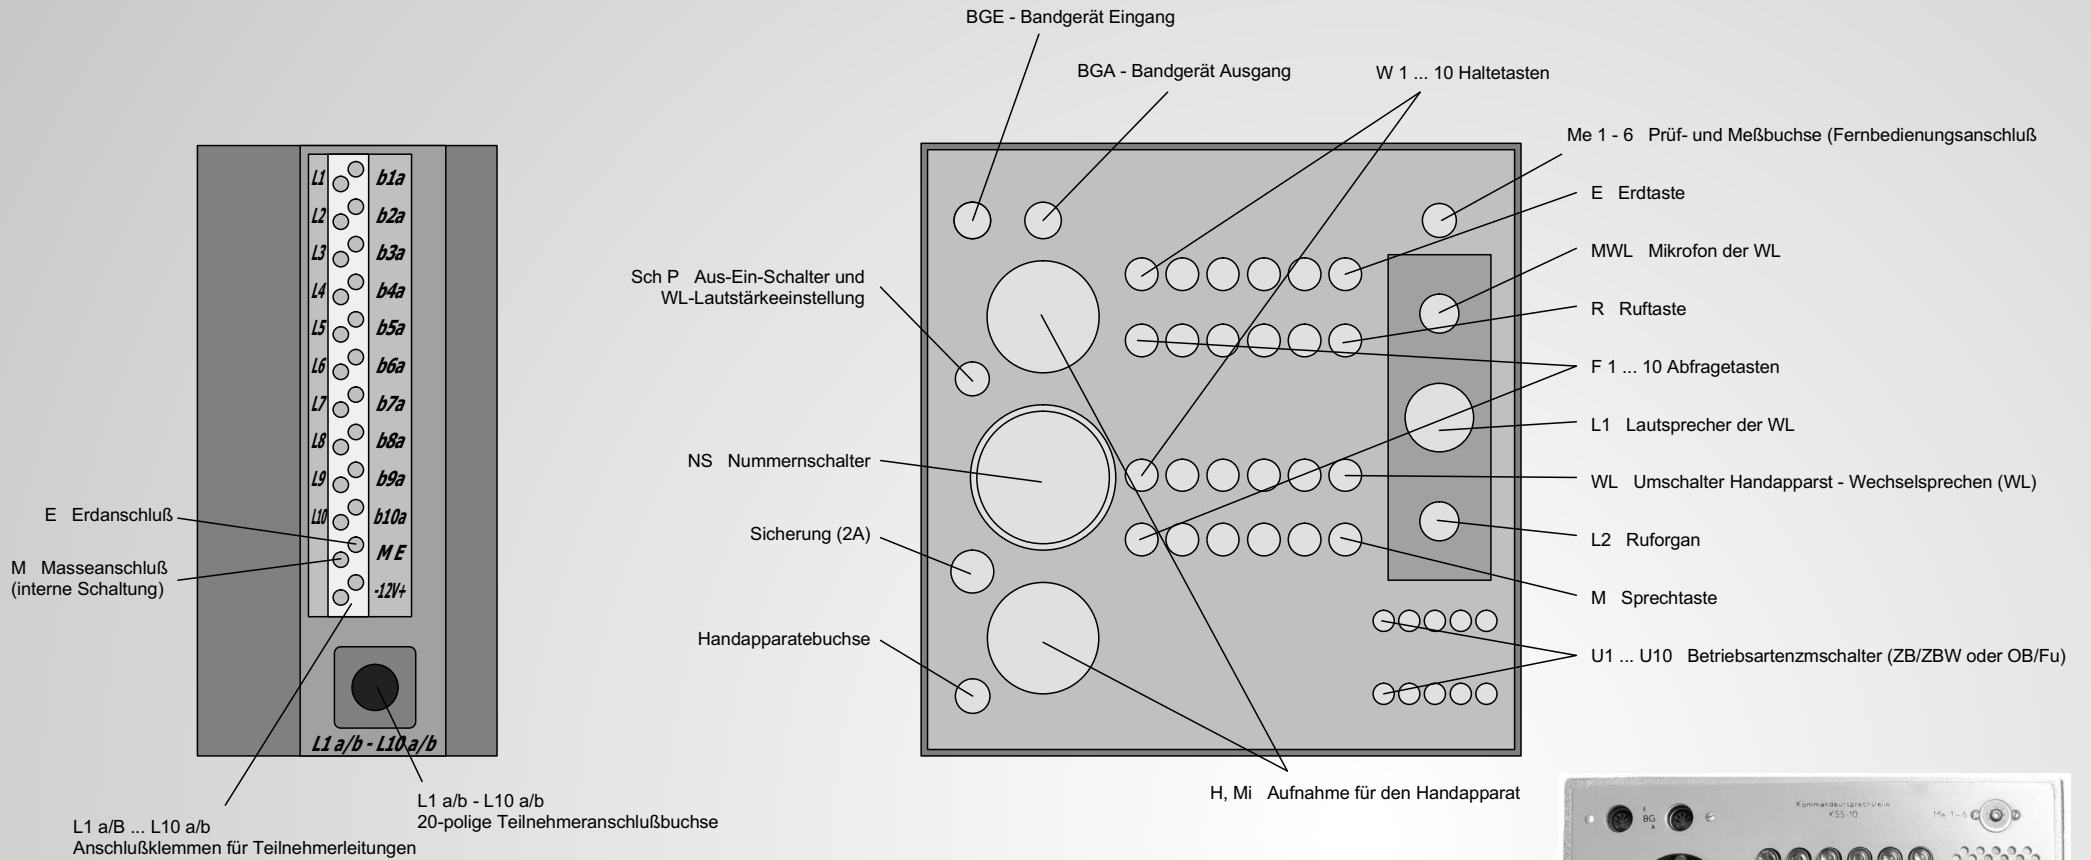 BGE - Bandgerät Eingang
BGA - Bandgerät Ausgang
W 1 ... 10 Haltetasten
Me 1 - 6 Prüf- und Meßbuchse (Fernbedienungsanschluß
E Erdtaste
MWL Mikrofon der WL
R Ruftaste
F 1 ... 10 Abfragetasten
L1 Lautsprecher der WL
WL Umschalter Handapparst - Wechselsprechen (WL)
L2 Ruforgan
M Sprechtaste
U1 ... U10 Betriebsartenzmschalter (ZB/ZBW oder OB/Fu)
Sch P Aus-Ein-Schalter und
WL-Lautstärkeeinstellung
NS Nummernschalter
Sicherung (2A)
Handapparatebuchse
H, Mi Aufnahme für den Handapparat
L1 b1a
L2 b2a
L3 b3a
L4 b4a
L5 b5a
L6 b6a
L7 b7a
L8 b8a
L9 b9a
L10 b10a
M E
-12V+
L1 a/b - L10 a/b
E Erdanschluß
M Masseanschluß
(interne Schaltung)
L1 a/b - L10 a/b
20-polige Teilnehmeranschlußbuchse
L1 a/B ... L10 a/b
Anschlußklemmen für Teilnehmerleitungen
Kommandeursprechstelle
KSS-10
E
BG
A
Me 1-6